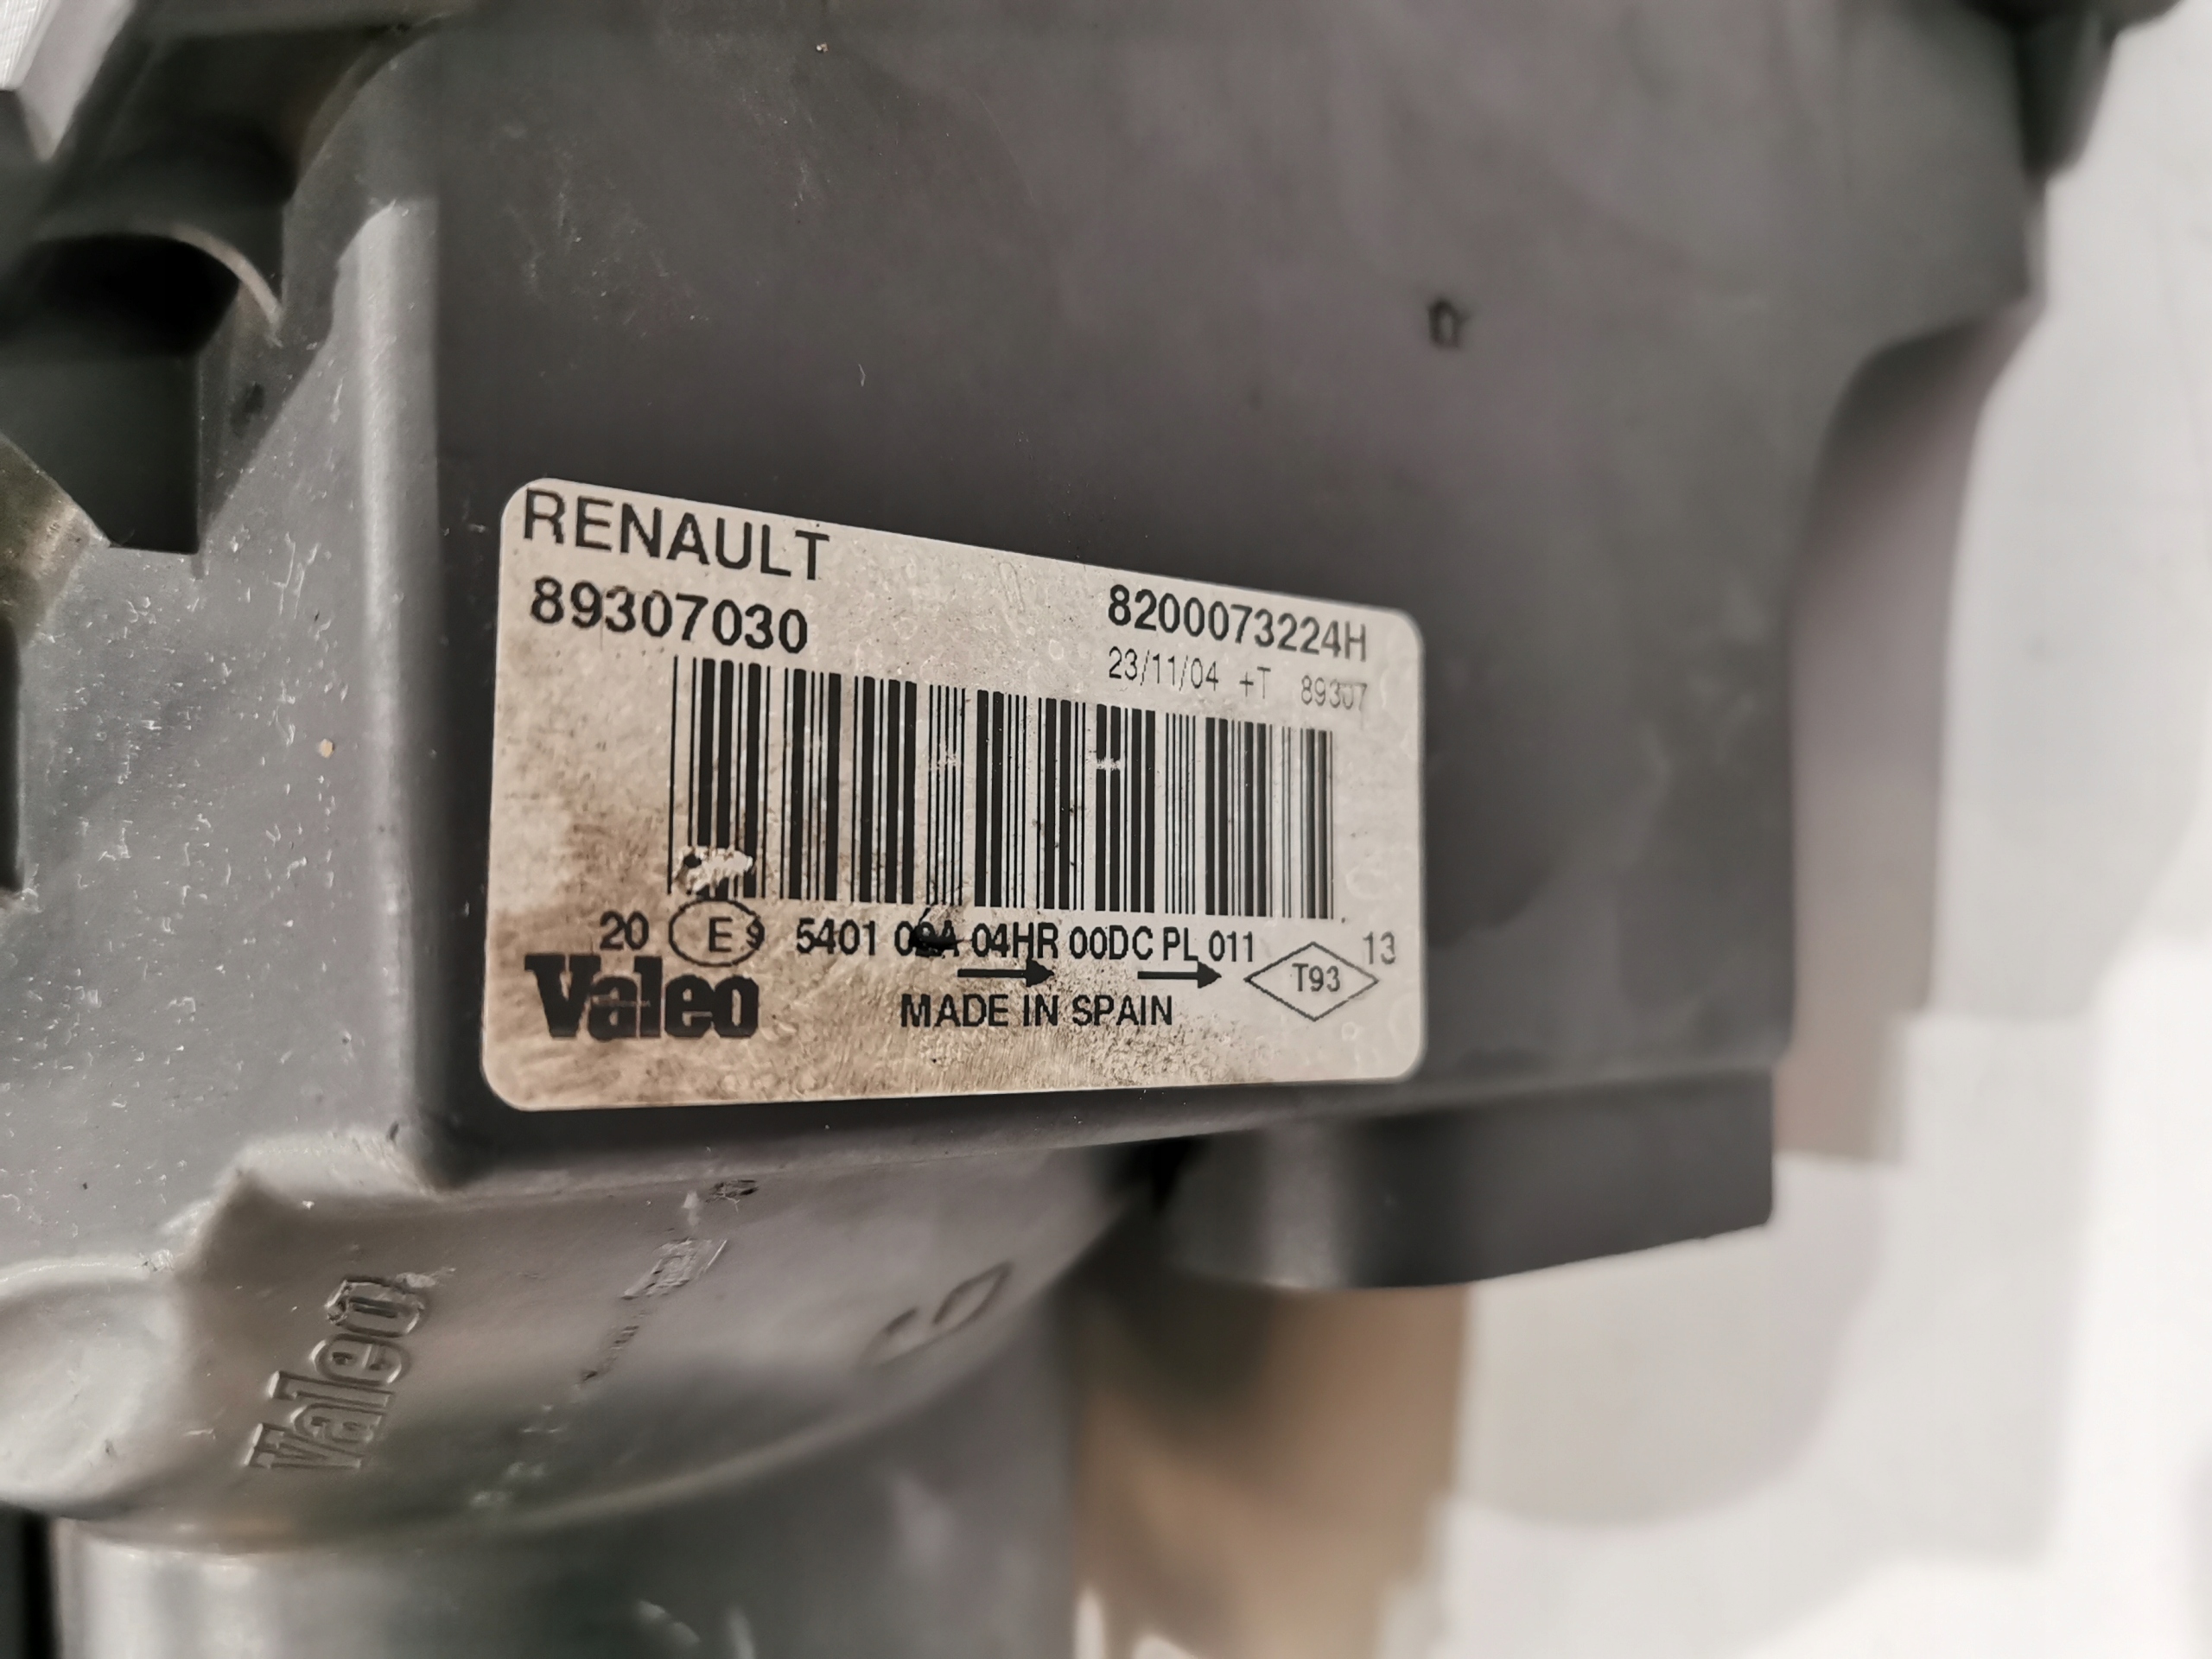 RENAULT
89307030
8200073224H
23/11/04 +T 89307
20 E9 5401 04HR 00DC PL 011
T93
13
Valeo
MADE IN SPAIN
Valeo